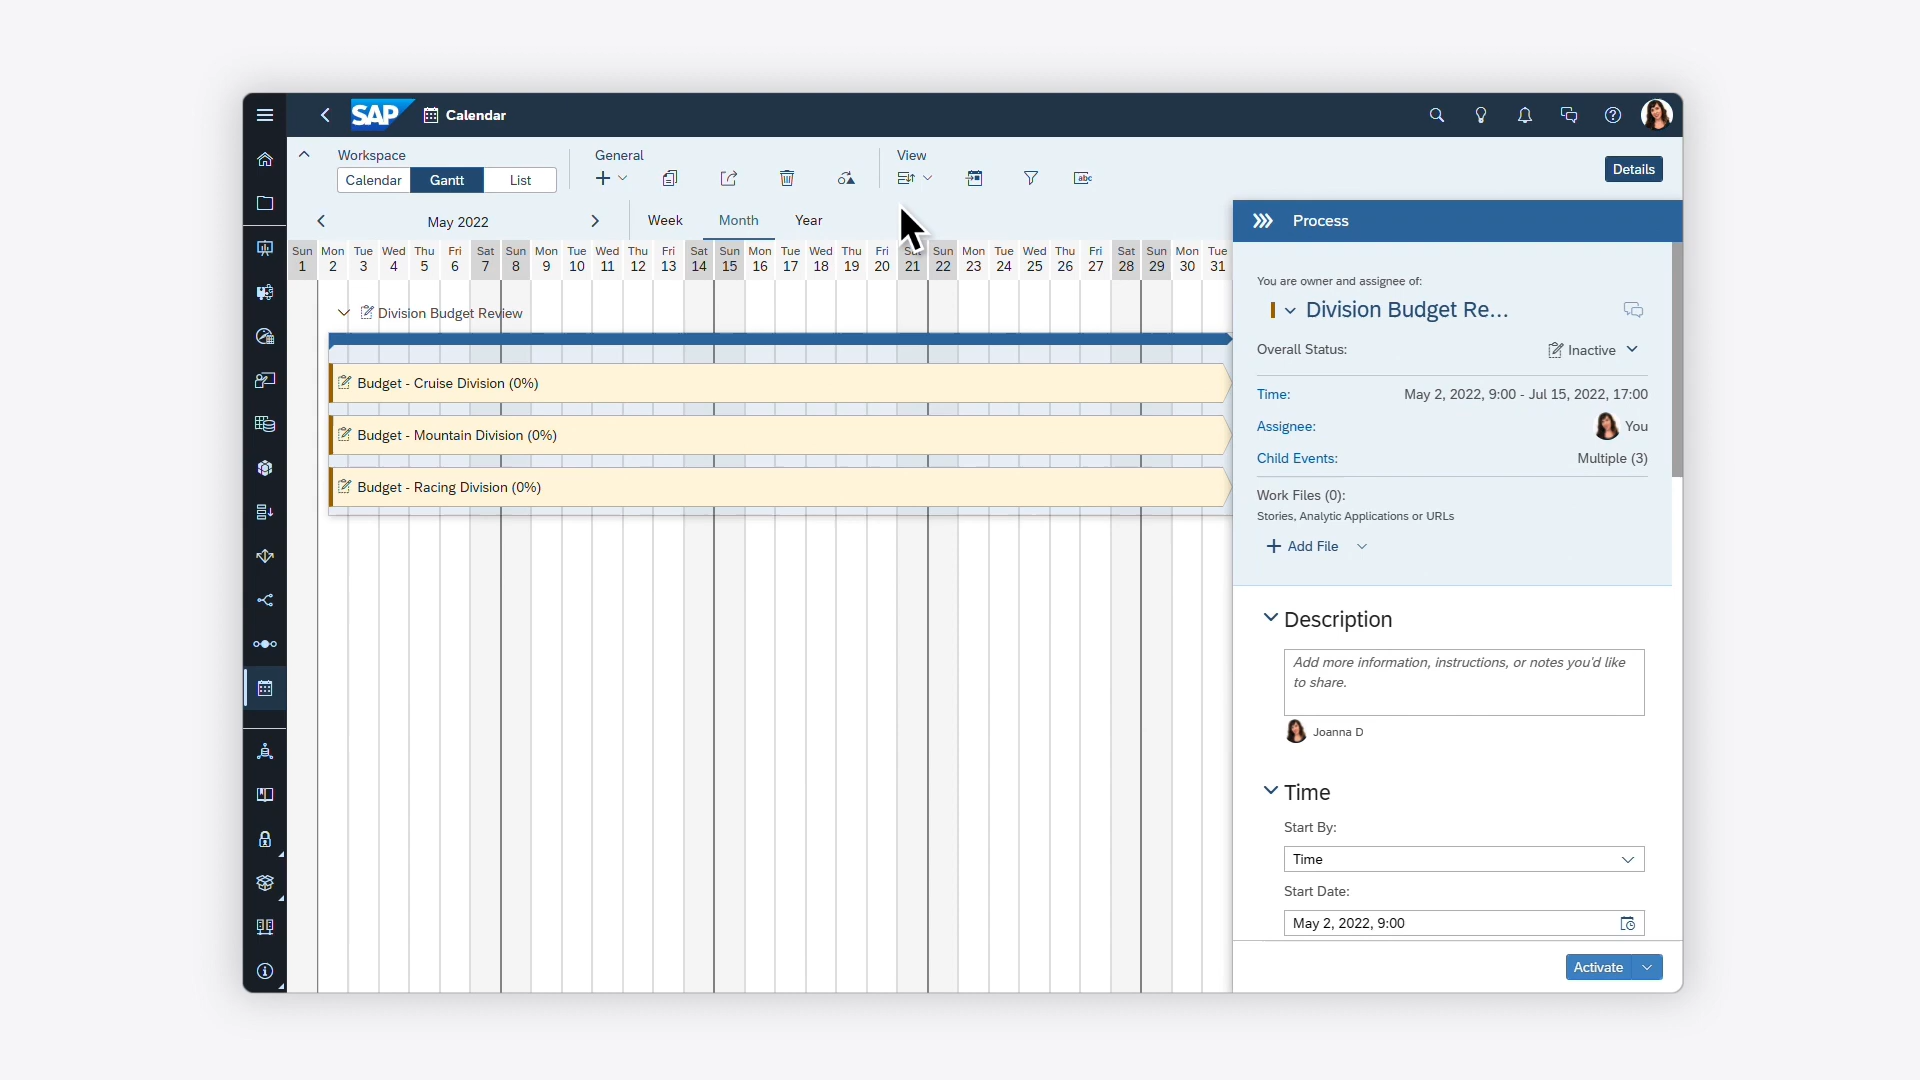 SAP Calendar
Workspace General View
Calendar Gantt List abc Details
May 2022 Week Month Year
Process
Sun Mon Tue Wed Thu Fri Sat Sun Mon Tue Wed Thu Fri Sat Sun Mon Tue Wed Thu Fri Sat Sun Mon Tue Wed Thu Fri Sat Sun Mon Tue
1 2 3 4 5 6 7 8 9 10 11 12 13 14 15 16 17 18 19 20 21 22 23 24 25 26 27 28 29 30 31
Division Budget Review
Budget - Cruise Division (0%)
Budget - Mountain Division (0%)
Budget - Racing Division (0%)
You are owner and assignee of:
Division Budget Re...
Overall Status: Inactive
Time: May 2, 2022, 9:00 - Jul 15, 2022, 17:00
Assignee: You
Child Events: Multiple (3)
Work Files (0):
Stories, Analytic Applications or URLs
Add File
Description
Add more information, instructions, or notes you'd like
to share.
Joanna D
Time
Start By:
Time
Start Date:
May 2, 2022, 9:00
Activate